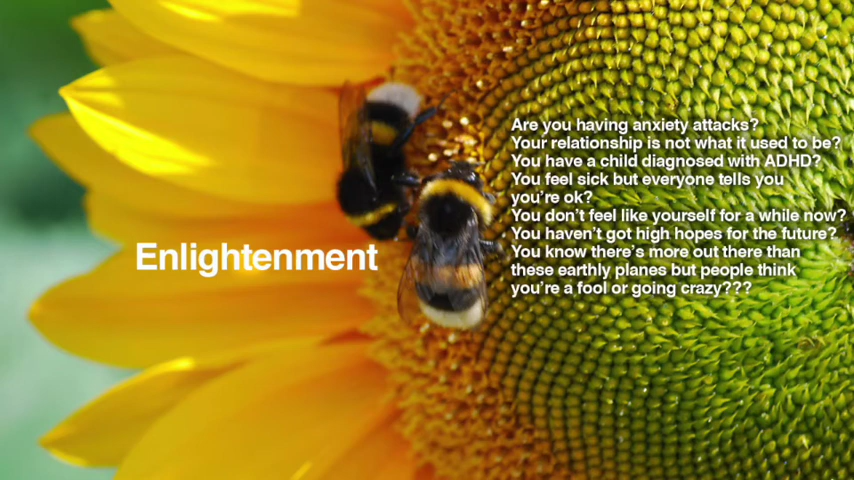 Enlightenment
Are you having anxiety attacks?
Your relationship is not what it used to be?
You have a child diagnosed with ADHD?
You feel sick but everyone tells you
you're ok?
You don't feel like yourself for a while now?
You haven't got high hopes for the future?
You know there's more out there than
these earthly planes but people think
you're a fool or going crazy???